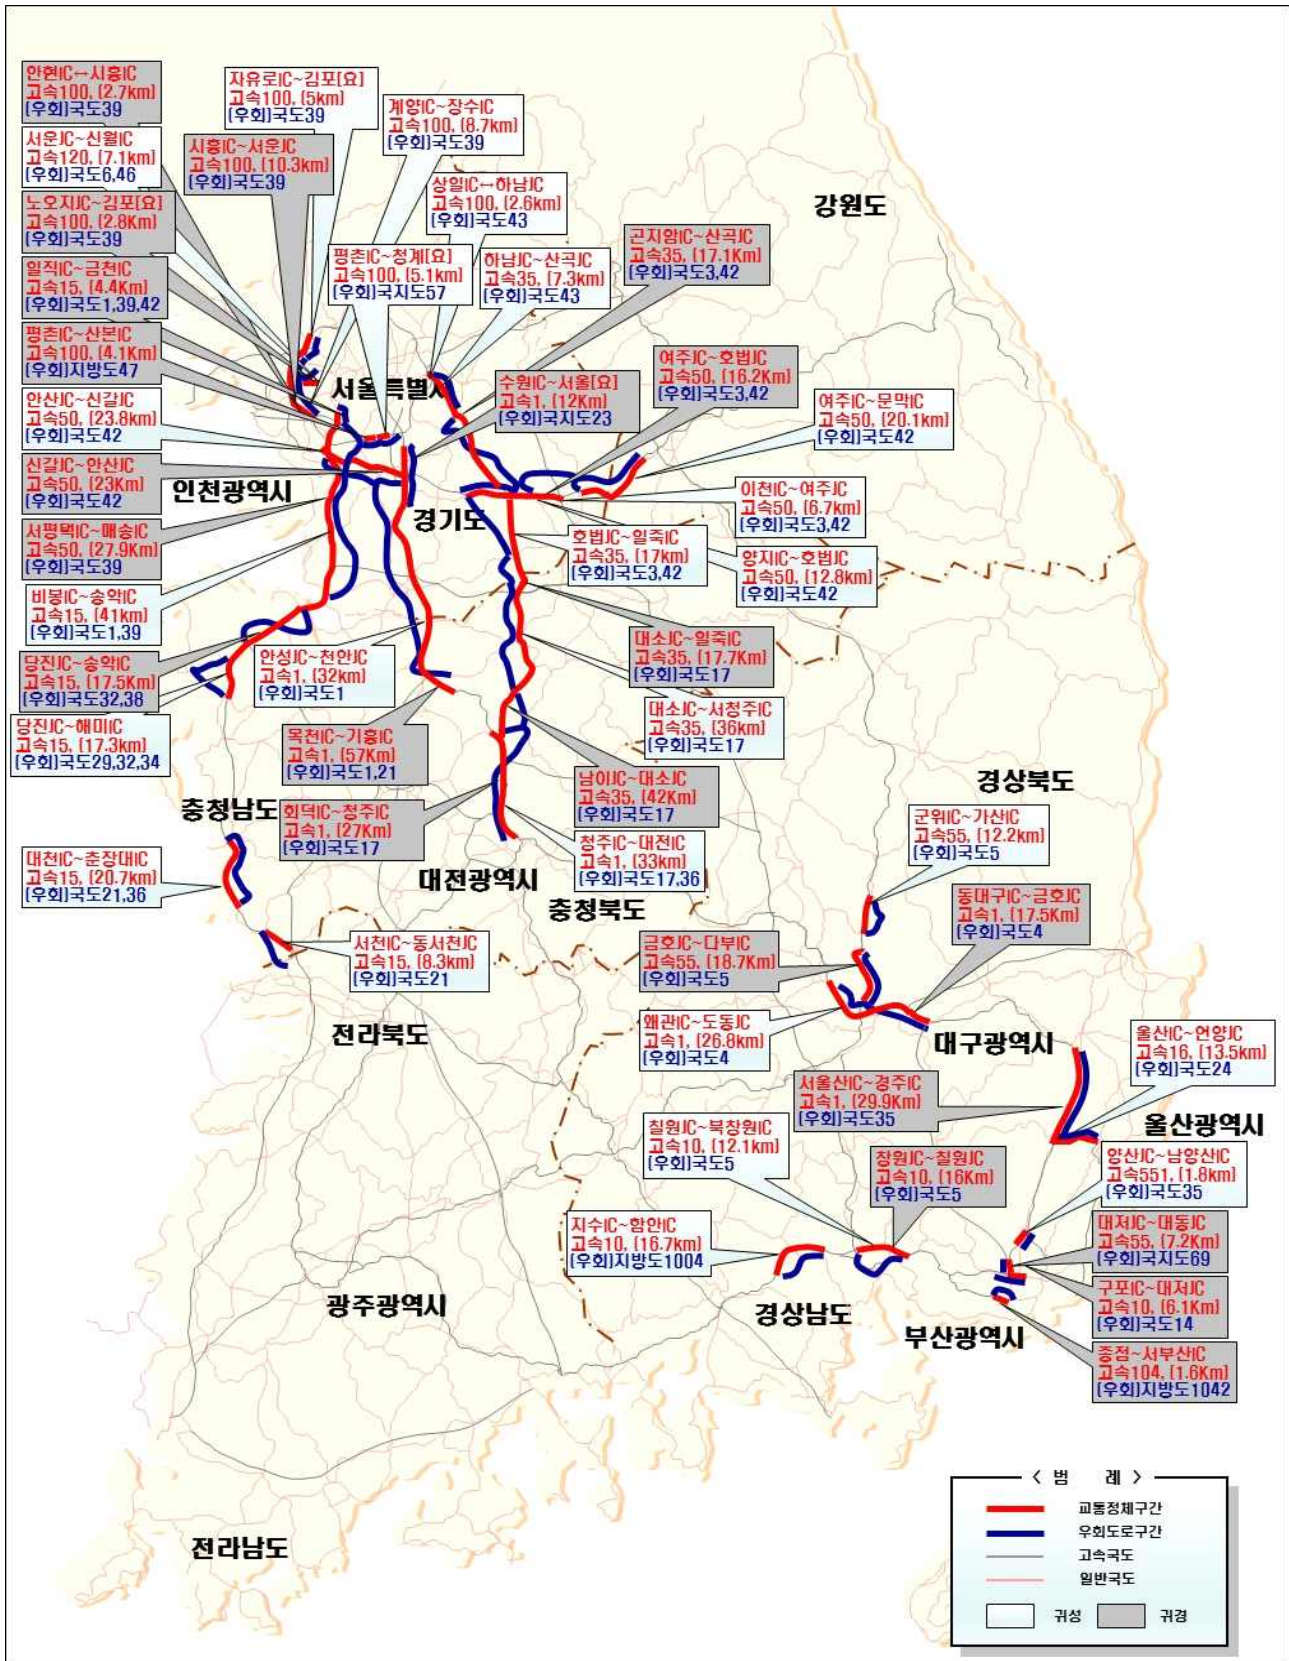 안현JC↔시흥IC
고속100, (2.7km)
(우회)국도39
자유로IC~김포[요]
고속100, (5km)
(우회)국도39
계양IC~장수IC
고속100, (8.7km)
(우회)국도39
서운JC~신월IC
고속120, (7.1km)
(우회)국도6,46
시흥IC~서운JC
고속100, (10.3km)
(우회)국도39
노오지JC~김포[요]
고속100, (2.8km)
(우회)국도39
상일IC↔하남JC
고속100, (2.6km)
(우회)국도43
강원도
곤지암IC~산곡JC
고속35, (17.1Km)
(우회)국도3,42
평촌IC~청계[요]
고속100, (5.1km)
(우회)국지도57
하남JC~산곡JC
고속35, (7.3km)
(우회)국도43
일직JC~금천IC
고속15, (4.4Km)
(우회)국도1,39,42
평촌IC~산본IC
고속100, (4.1Km)
(우회)지방도47
서울특별시
여주JC~호법JC
고속50, (16.2Km)
(우회)국도3,42
수원IC~서울[요]
고속1, (12Km)
(우회)국지도23
여주JC~문막IC
고속50, (20.1km)
(우회)국도42
안산JC~신갈JC
고속50, (23.8km)
(우회)국도42
신갈JC~안산JC
고속50, (23Km)
(우회)국도42
인천광역시
경기도
이천IC~여주JC
고속50, (6.7km)
(우회)국도3,42
서평택IC~매송IC
고속50, (27.9Km)
(우회)국도39
호법JC~일죽IC
고속35, (17km)
(우회)국도3,42
양지IC~호법JC
고속50, (12.8km)
(우회)국도42
비봉IC~송악IC
고속15, (41km)
(우회)국도1,39
대소IC~일죽IC
고속35, (17.7Km)
(우회)국도17
당진JC~송악IC
고속15, (17.5Km)
(우회)국도32,38
안성JC~천안JC
고속1, (32km)
(우회)국도1
대소JC~서청주IC
고속35, (36km)
(우회)국도17
당진JC~해미IC
고속15, (17.3km)
(우회)국도29,32,34
목천IC~기흥IC
고속1, (57Km)
(우회)국도1,21
남이JC~대소JC
고속35, (42Km)
(우회)국도17
경상북도
충청남도
회덕JC~청주IC
고속1, (27Km)
(우회)국도17
군위IC~가산IC
고속55, (12.2km)
(우회)국도5
청주IC~대전IC
고속1, (33km)
(우회)국도17,36
대천IC~춘장대IC
고속15, (20.7km)
(우회)국도21,36
대전광역시
충청북도
동대구JC~금호JC
고속1, (17.5Km)
(우회)국도4
서천IC~동서천JC
고속15, (8.3km)
(우회)국도21
금호JC~다부IC
고속55, (18.7Km)
(우회)국도5
전라북도
왜관IC~도동JC
고속1, (26.8km)
(우회)국도4
대구광역시
울산JC~언양JC
고속16, (13.5km)
(우회)국도24
서울산IC~경주IC
고속1, (29.9Km)
(우회)국도35
울산광역시
칠원JC~북창원IC
고속10, (12.1km)
(우회)국도5
창원JC~칠원JC
고속10, (16Km)
(우회)국도5
양산JC~남양산IC
고속551, (1.8km)
(우회)국도35
지수IC~함안IC
고속10, (16.7km)
(우회)지방도1004
대저JC~대동JC
고속55, (7.2Km)
(우회)국지도69
광주광역시
경상남도
부산광역시
구포IC~대저JC
고속10, (6.1Km)
(우회)국도14
종점~서부산IC
고속104, (1.6Km)
(우회)지방도1042
전라남도
< 범 례 >
교통정체구간
우회도로구간
고속국도
일반국도
귀성
귀경